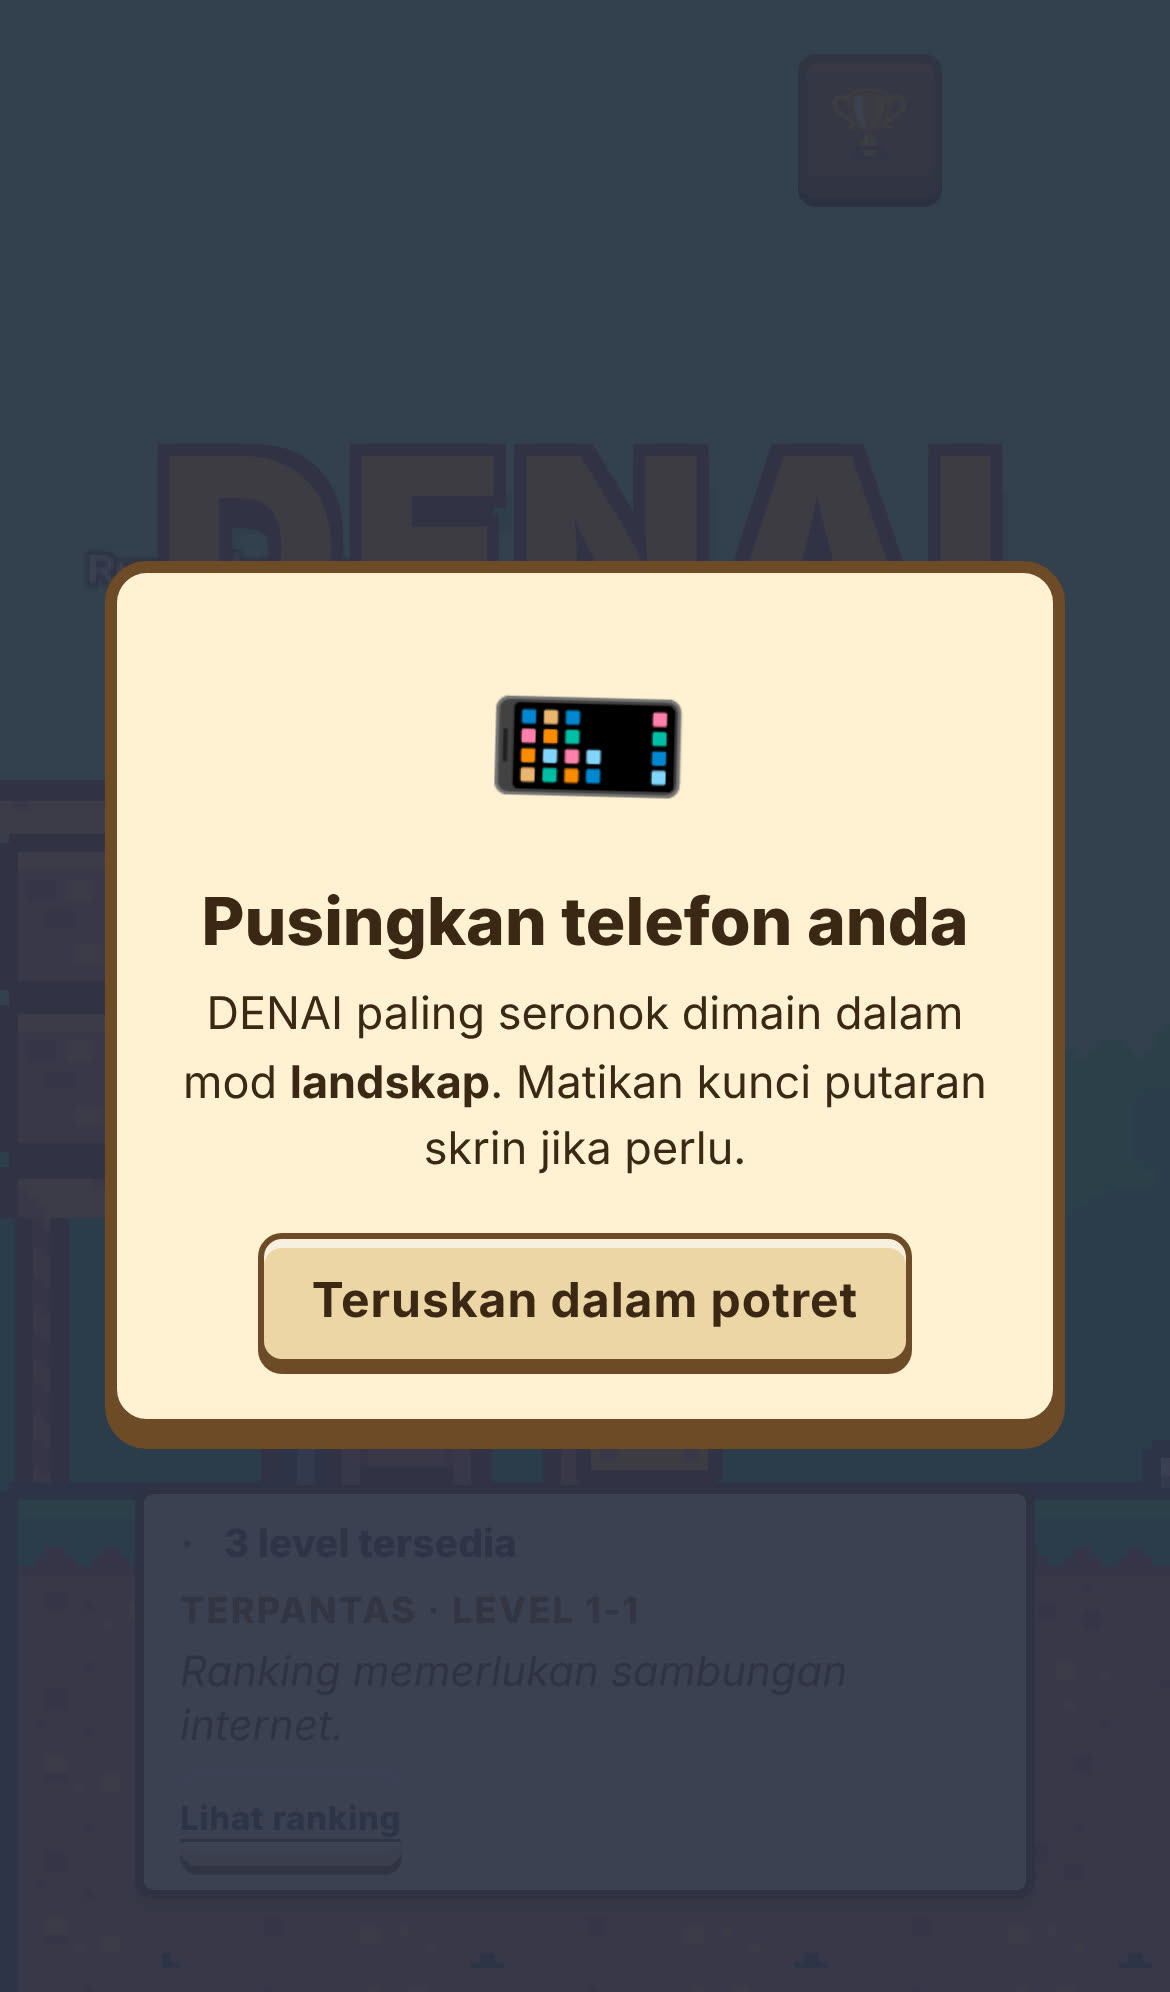 DENAI
Pusingkan telefon anda
DENAI paling seronok dimain dalam
mod landskap. Matikan kunci putaran
skrin jika perlu.
Teruskan dalam potret
· 3 level tersedia
TERPANTAS · LEVEL 1-1
Ranking memerlukan sambungan
internet.
Lihat ranking